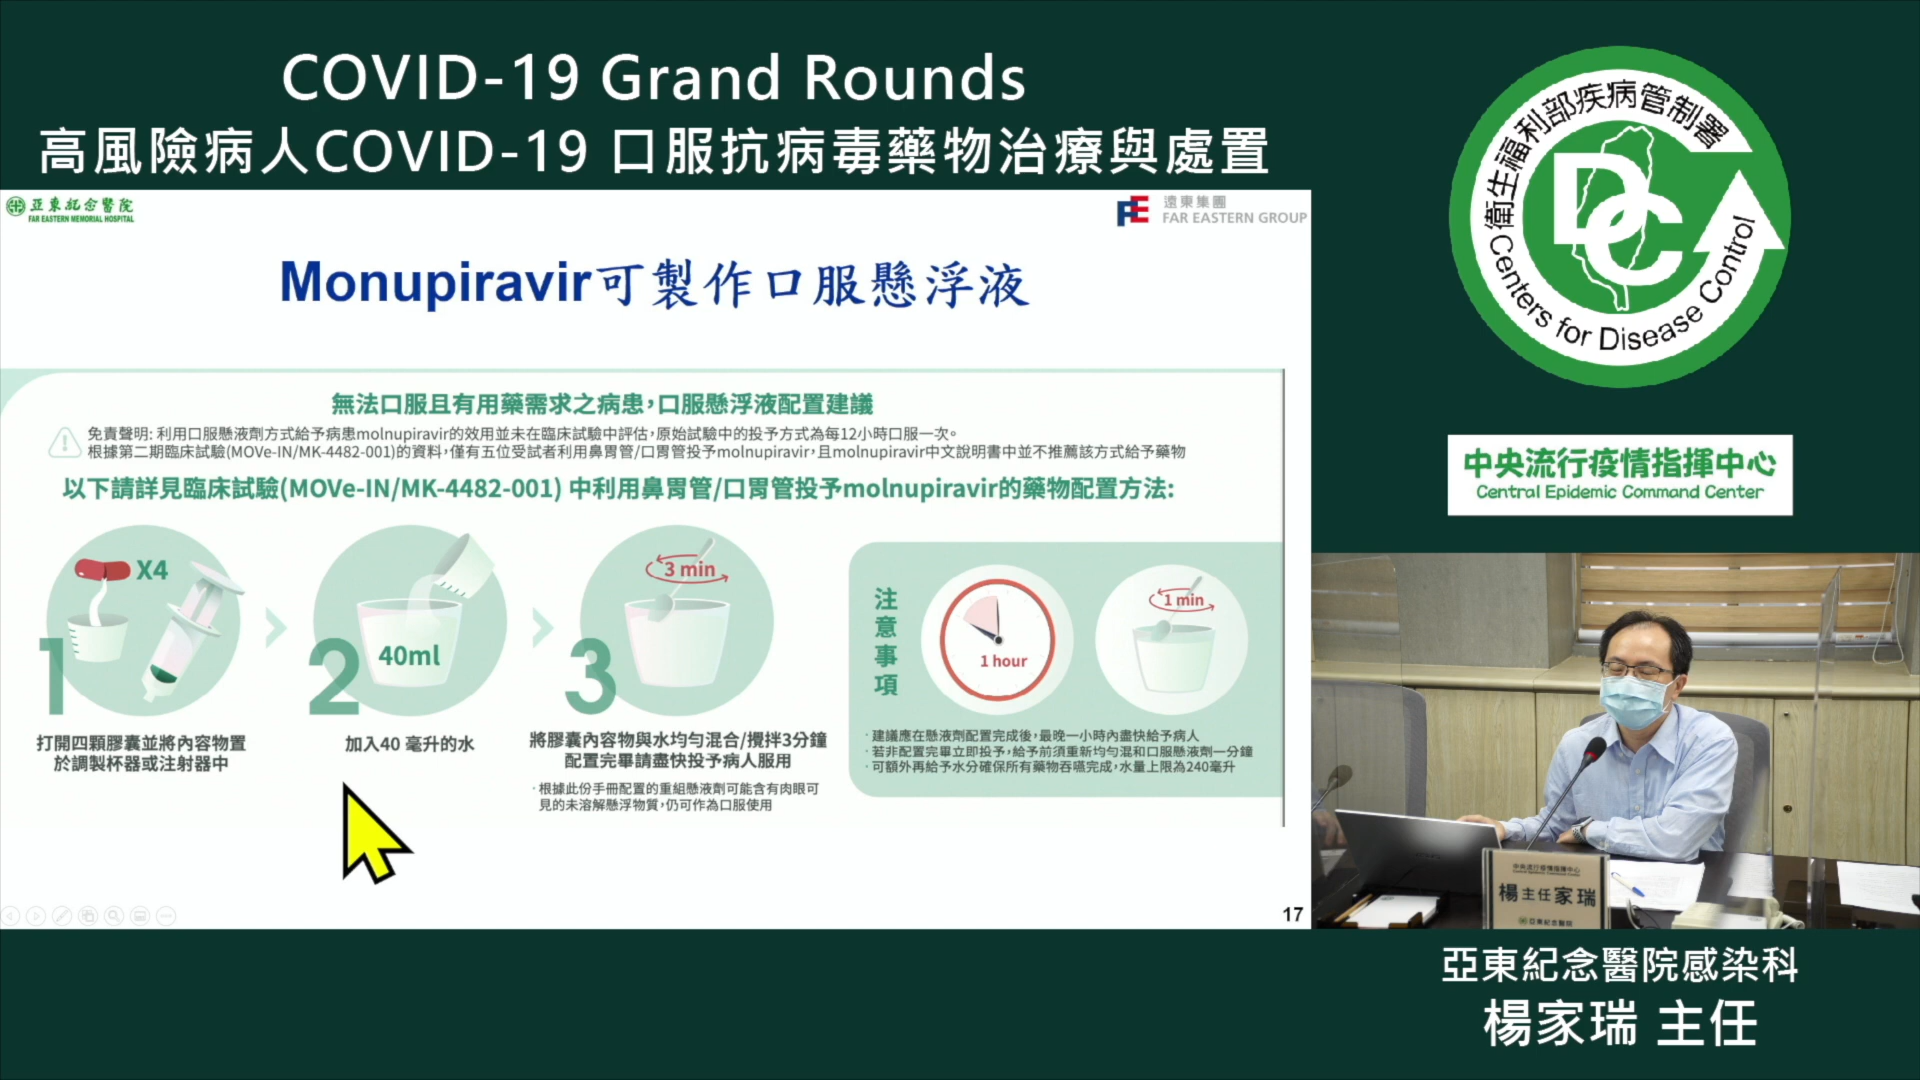 COVID-19 Grand Rounds
高風險病人COVID-19 口服抗病毒藥物治療與處置
亞東紀念醫院
FAR EASTERN MEMORIAL HOSPITAL
遠東集團
FAR EASTERN GROUP
Monupiravir可製作口服懸浮液
無法口服且有用藥需求之病患,口服懸浮液配置建議
免責聲明: 利用口服懸液劑方式給予病患molnupiravir的效用並未在臨床試驗中評估,原始試驗中的投予方式為每12小時口服一次。
根據第二期臨床試驗(MOVe-IN/MK-4482-001)的資料,僅有五位受試者利用鼻胃管/口胃管投予molnupiravir,且molnupiravir中文說明書中並不推薦該方式給予藥物
以下請詳見臨床試驗(MOVe-IN/MK-4482-001) 中利用鼻胃管/口胃管投予molnupiravir的藥物配置方法:
X4
1
打開四顆膠囊並將內容物置
於調製杯器或注射器中
40ml
2
加入40 毫升的水
3 min
3
將膠囊內容物與水均勻混合/攪拌3分鐘
配置完畢請盡快投予病人服用
·根據此份手冊配置的重組懸液劑可能含有肉眼可
見的未溶解懸浮物質,仍可作為口服使用
注意事項
1 hour
1 min
·建議應在懸液劑配置完成後,最晚一小時內盡快給予病人
·若非配置完畢立即投予,給予前須重新均勻混和口服懸液劑一分鐘
·可額外再給予水分確保所有藥物吞嚥完成,水量上限為240毫升
17
衛生福利部疾病管制署
CDC
Centers for Disease Control
中央流行疫情指揮中心
Central Epidemic Command Center
中央流行疫情指揮中心
楊主任家瑞
亞東紀念醫院
亞東紀念醫院感染科
楊家瑞 主任